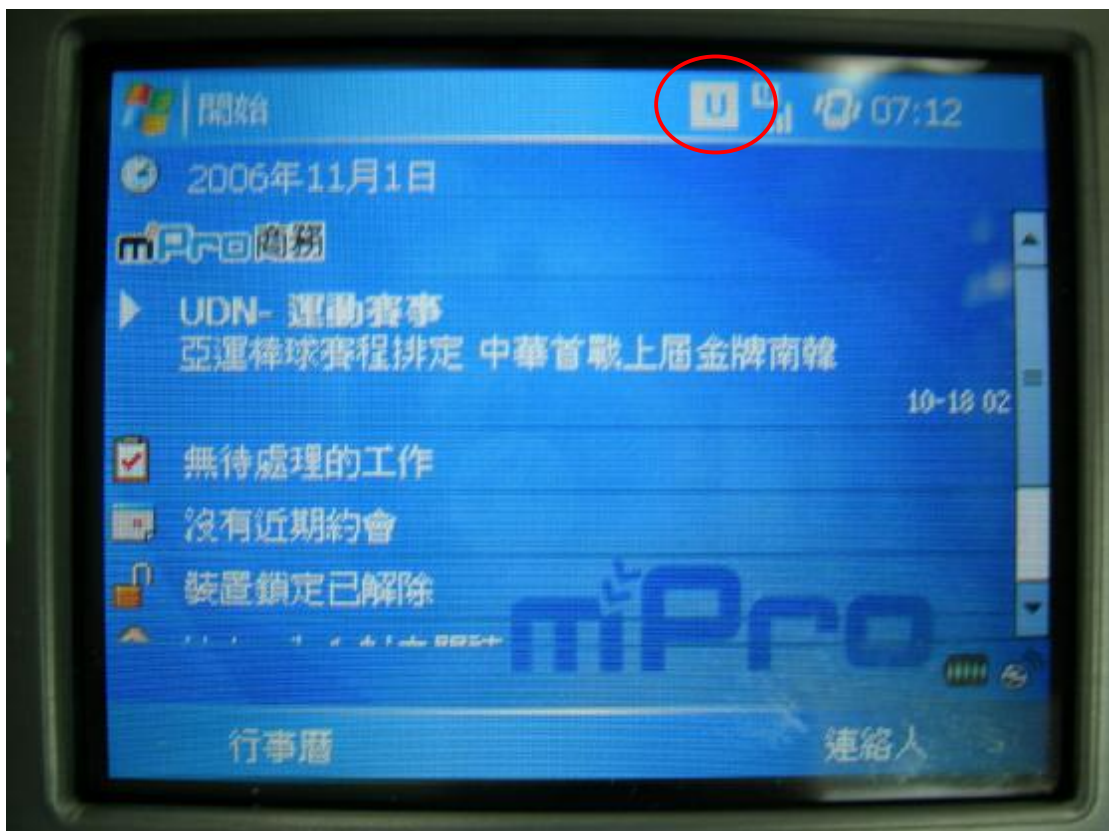 開始 U 07:12
2006年11月1日
mPro商務
UDN- 運動賽事
亞運棒球賽程排定 中華首戰上屆金牌南韓
10-18 02
無待處理的工作
沒有近期約會
裝置鎖定已解除
mPro
行事曆 連絡人